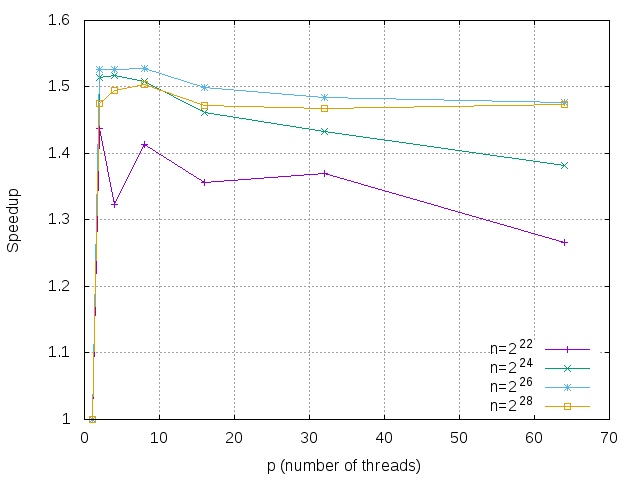 1.6
1.5
1.4
1.3
1.2
1.1
1
Speedup
n=2^22
n=2^24
n=2^26
n=2^28
0 10 20 30 40 50 60 70
p (number of threads)